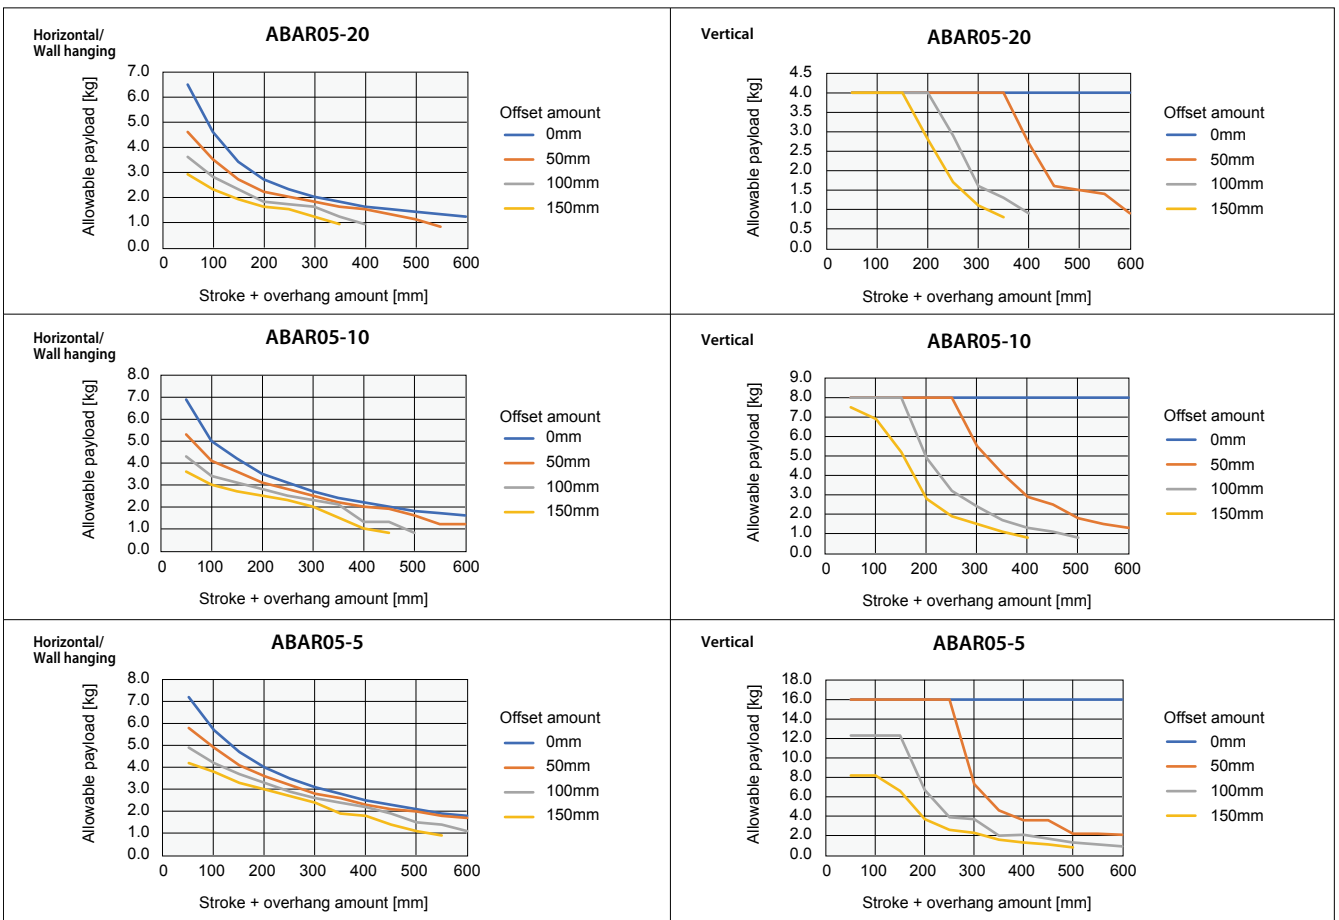 Horizontal/
Wall hanging
ABAR05-20
Allowable payload [kg]
7.0
6.0
5.0
4.0
3.0
2.0
1.0
0.0
0 100 200 300 400 500 600
Stroke + overhang amount [mm]
Offset amount
0mm
50mm
100mm
150mm
Vertical
ABAR05-20
Allowable payload [kg]
4.5
4.0
3.5
3.0
2.5
2.0
1.5
1.0
0.5
0.0
0 100 200 300 400 500 600
Stroke + overhang amount [mm]
Offset amount
0mm
50mm
100mm
150mm
Horizontal/
Wall hanging
ABAR05-10
Allowable payload [kg]
8.0
7.0
6.0
5.0
4.0
3.0
2.0
1.0
0.0
0 100 200 300 400 500 600
Stroke + overhang amount [mm]
Offset amount
0mm
50mm
100mm
150mm
Vertical
ABAR05-10
Allowable payload [kg]
9.0
8.0
7.0
6.0
5.0
4.0
3.0
2.0
1.0
0.0
0 100 200 300 400 500 600
Stroke + overhang amount [mm]
Offset amount
0mm
50mm
100mm
150mm
Horizontal/
Wall hanging
ABAR05-5
Allowable payload [kg]
8.0
7.0
6.0
5.0
4.0
3.0
2.0
1.0
0.0
0 100 200 300 400 500 600
Stroke + overhang amount [mm]
Offset amount
0mm
50mm
100mm
150mm
Vertical
ABAR05-5
Allowable payload [kg]
18.0
16.0
14.0
12.0
10.0
8.0
6.0
4.0
2.0
0.0
0 100 200 300 400 500 600
Stroke + overhang amount [mm]
Offset amount
0mm
50mm
100mm
150mm